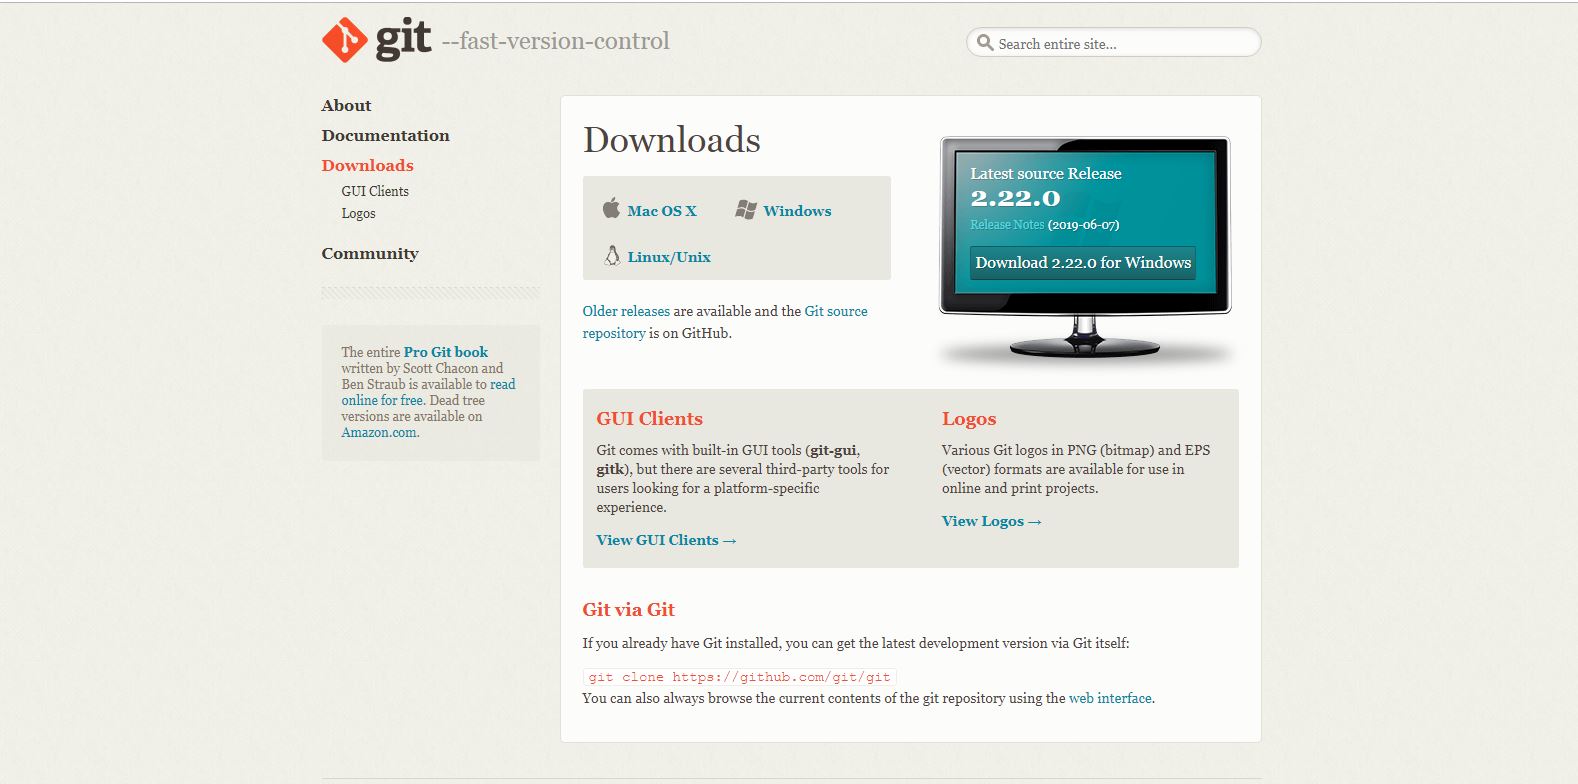 git --fast-version-control
Search entire site...
About
Documentation
Downloads
GUI Clients
Logos
Community
The entire Pro Git book
written by Scott Chacon and
Ben Straub is available to read
online for free. Dead tree
versions are available on
Amazon.com.
Downloads
Mac OS X
Windows
Linux/Unix
Older releases are available and the Git source
repository is on GitHub.
Latest source Release
2.22.0
Release Notes (2019-06-07)
Download 2.22.0 for Windows
GUI Clients
Git comes with built-in GUI tools (git-gui,
gitk), but there are several third-party tools for
users looking for a platform-specific
experience.
View GUI Clients →
Logos
Various Git logos in PNG (bitmap) and EPS
(vector) formats are available for use in
online and print projects.
View Logos →
Git via Git
If you already have Git installed, you can get the latest development version via Git itself:
git clone https://github.com/git/git
You can also always browse the current contents of the git repository using the web interface.